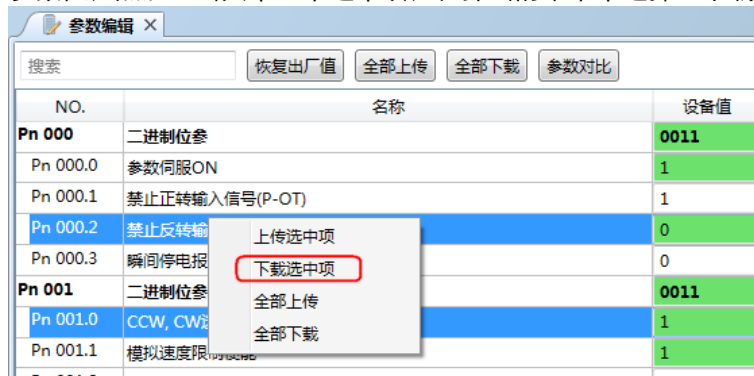 参数编辑
搜索 恢复出厂值 全部上传 全部下载 参数对比
NO. 名称 设备值
Pn 000 二进制位参 0011
Pn 000.0 参数伺服ON 1
Pn 000.1 禁止正转输入信号(P-OT) 1
Pn 000.2 禁止反转输 0
上传选中项
Pn 000.3 瞬间停电报 0
下载选中项
Pn 001 二进制位参 0011
全部上传
Pn 001.0 CCW, CW 1
全部下载
Pn 001.1 模拟速度限制使能 1